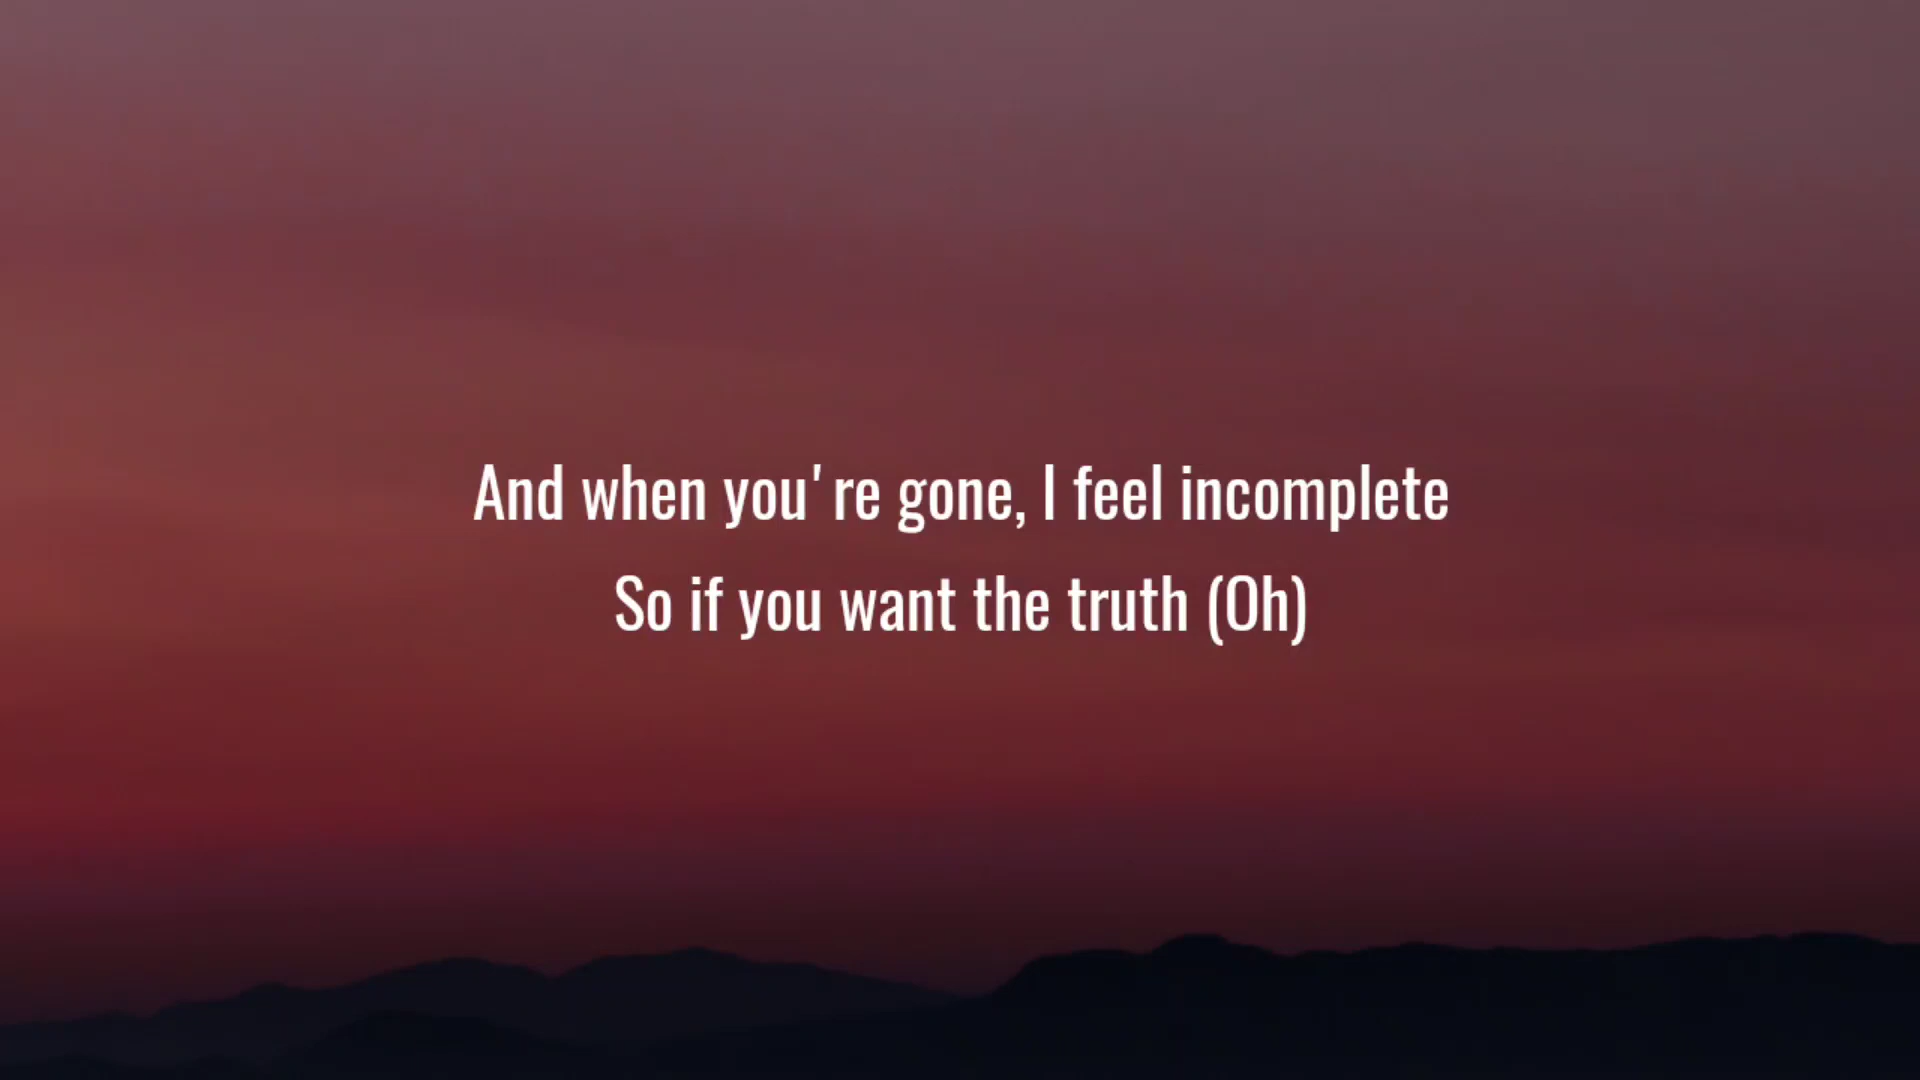 And when you're gone, I feel incomplete
So if you want the truth (Oh)